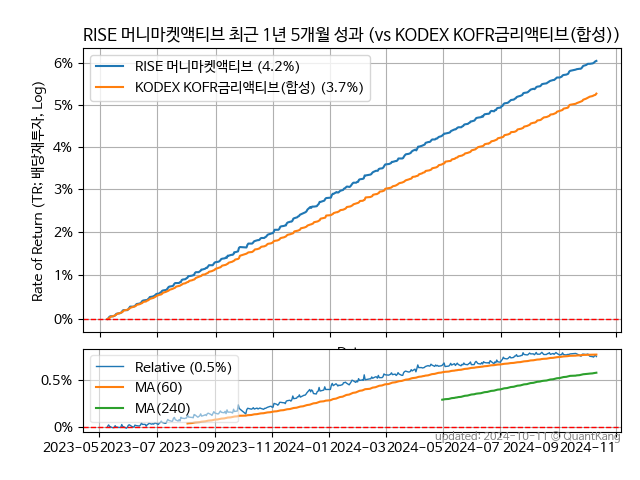 RISE 머니마켓액티브 최근 1년 5개월 성과 (vs KODEX KOFR금리액티브(합성))
Rate of Return (TR: 배당재투자, Log)
6%
5%
4%
3%
2%
1%
0%
RISE 머니마켓액티브 (4.2%)
KODEX KOFR금리액티브(합성) (3.7%)
0.5%
0%
Relative (0.5%)
MA(60)
MA(240)
updated: 2024-10-11 © QuantKang
2023-05 2023-07 2023-09 2023-11 2024-01 2024-03 2024-05 2024-07 2024-09 2024-11